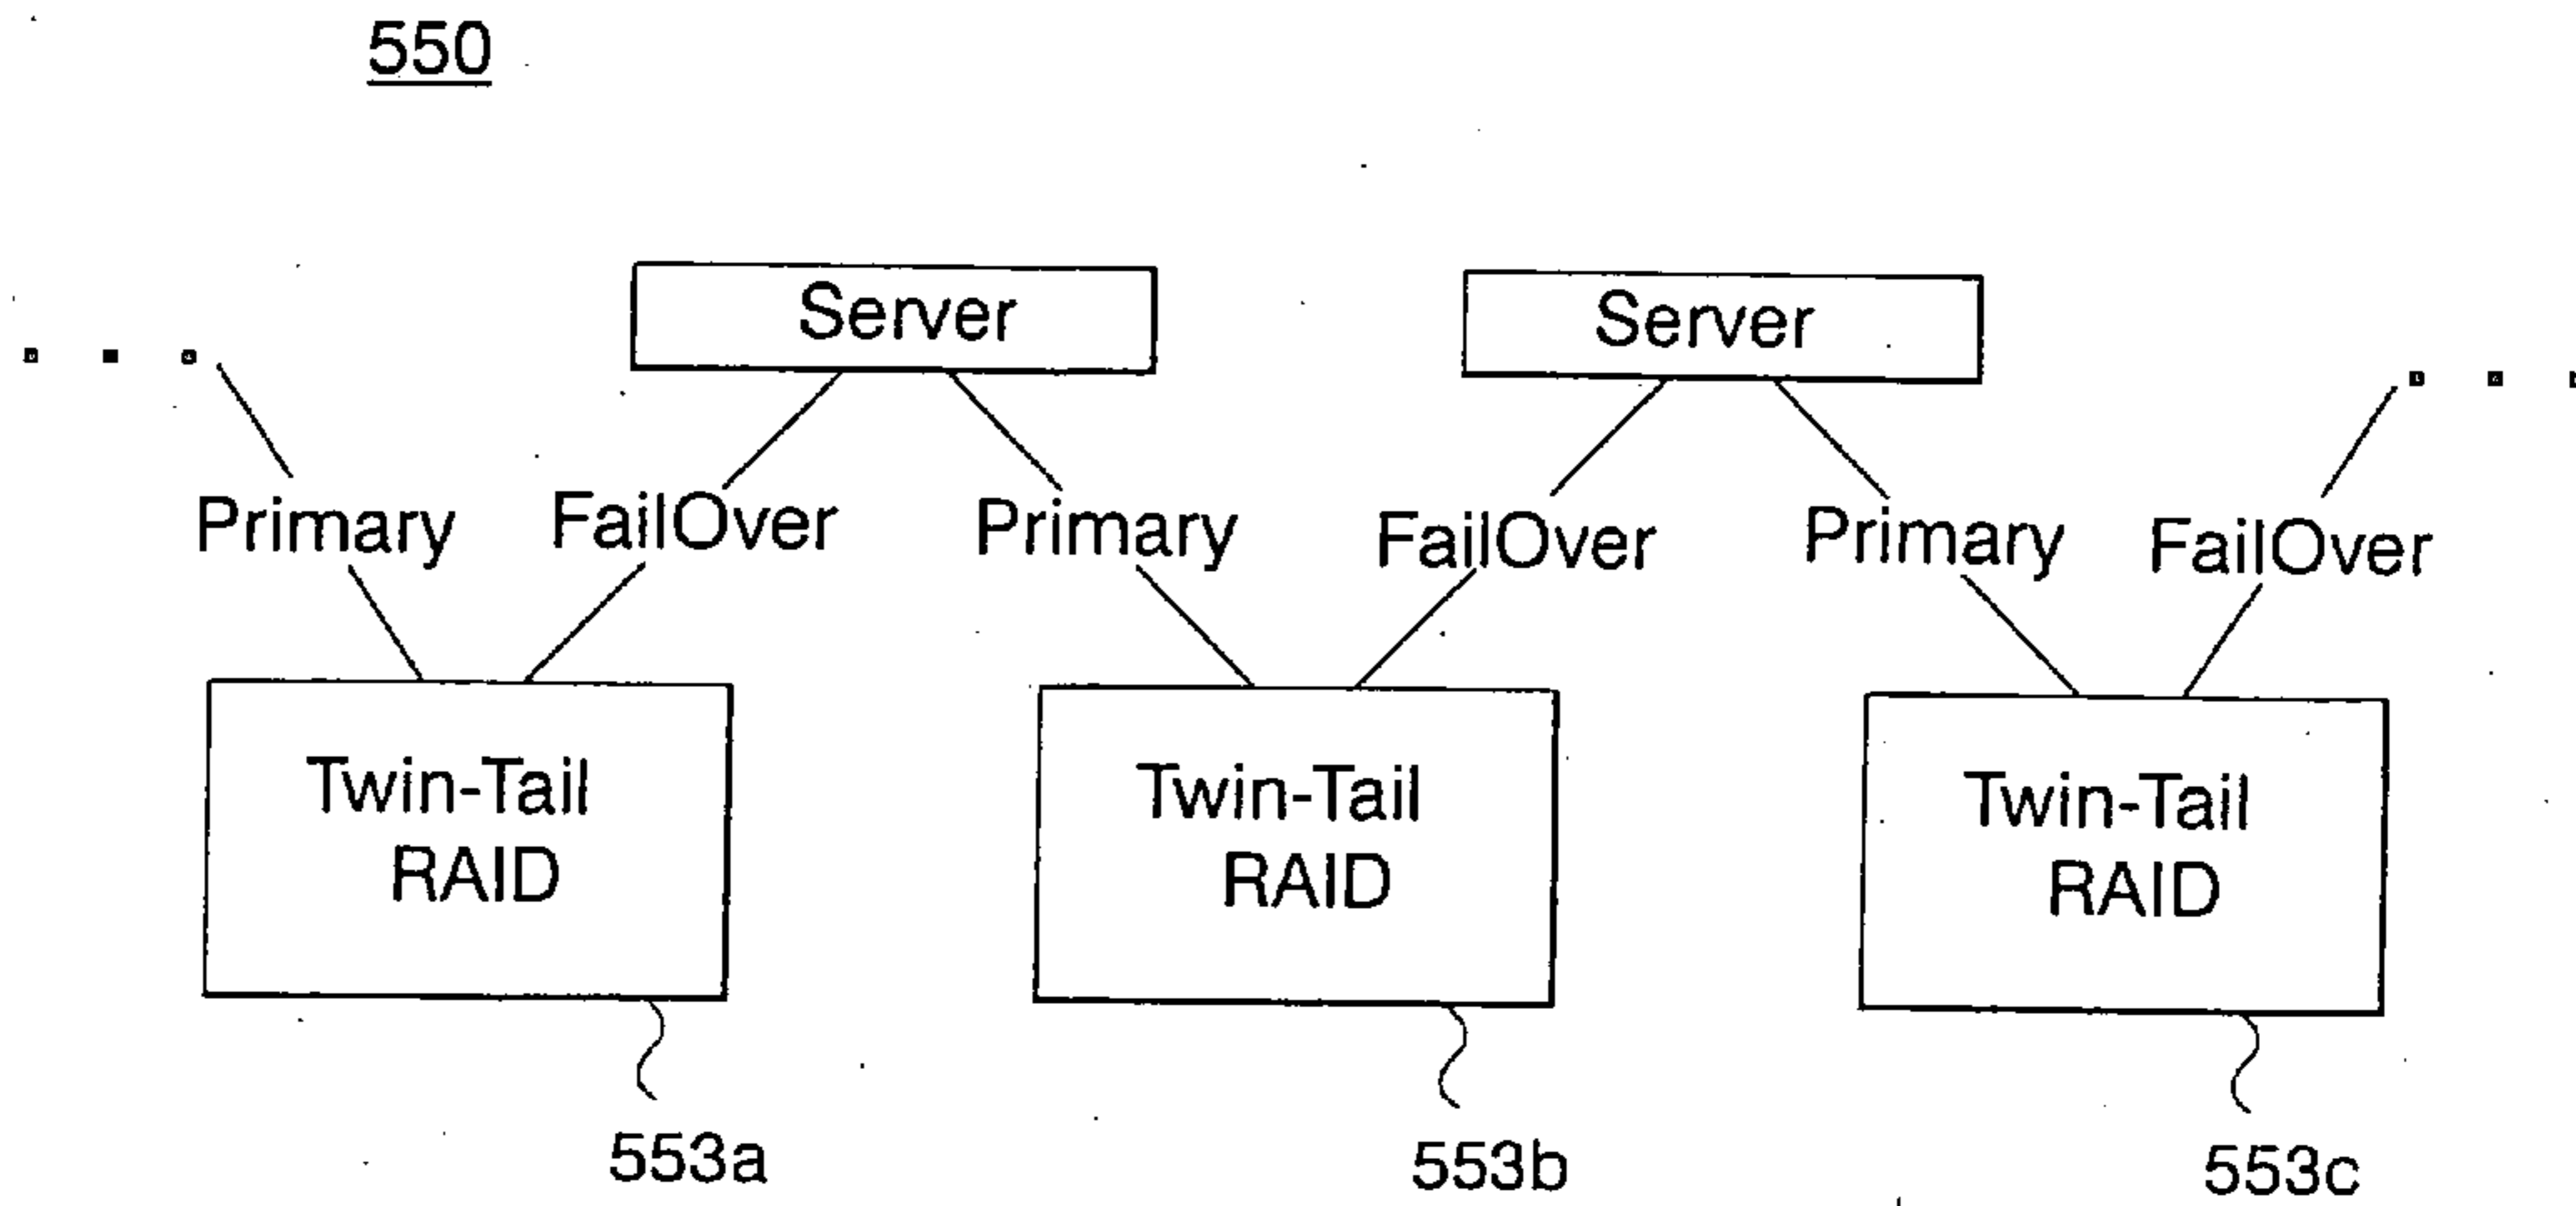 550
Server
Server
Primary
FailOver
Primary
FailOver
Primary
FailOver
Twin-Tail
RAID
Twin-Tail
RAID
Twin-Tail
RAID
553a
553b
553c